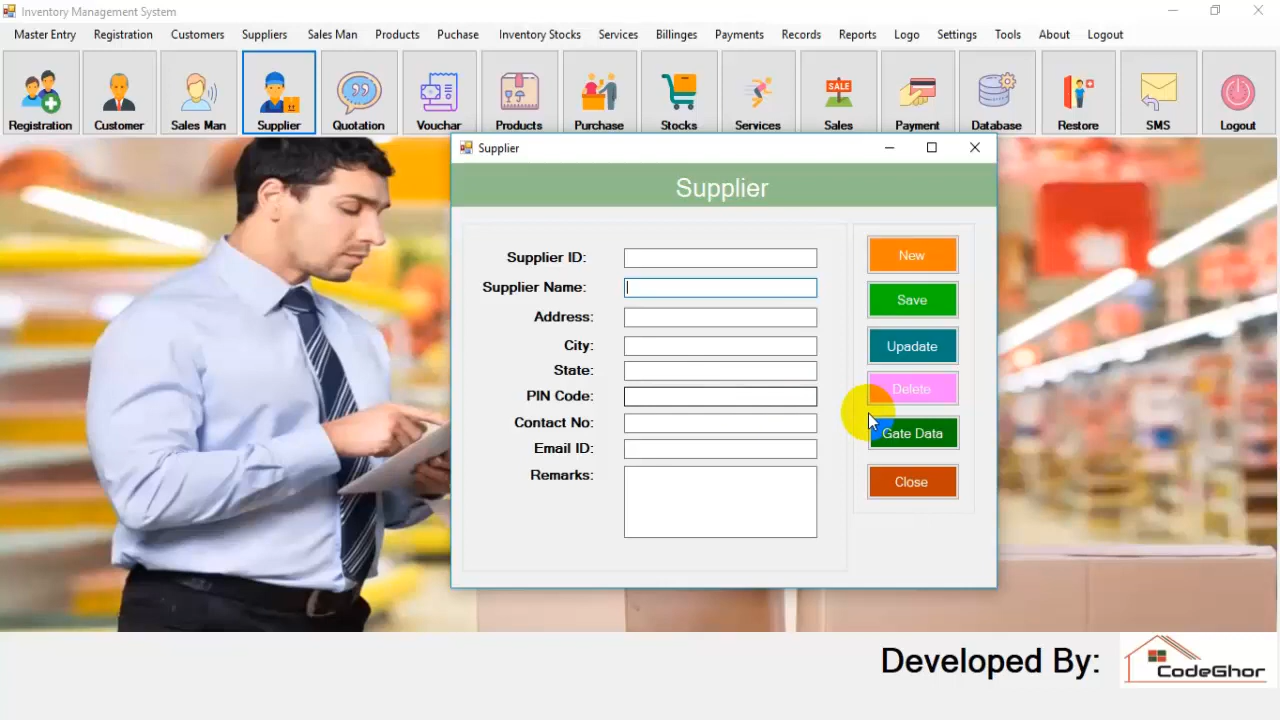 Inventory Management System
Master Entry Registration Customers Suppliers Sales Man Products Puchase Inventory Stocks Services Billinges Payments Records Reports Logo Settings Tools About Logout
Registration Customer Sales Man Supplier Quotation Vouchar Products Purchase Stocks Services Sales Payment Database Restore SMS Logout
SALE
Supplier
Supplier
Supplier ID:
Supplier Name:
Address:
City:
State:
PIN Code:
Contact No:
Email ID:
Remarks:
New
Save
Upadate
Delete
Gate Data
Close
Developed By:
CodeGhor